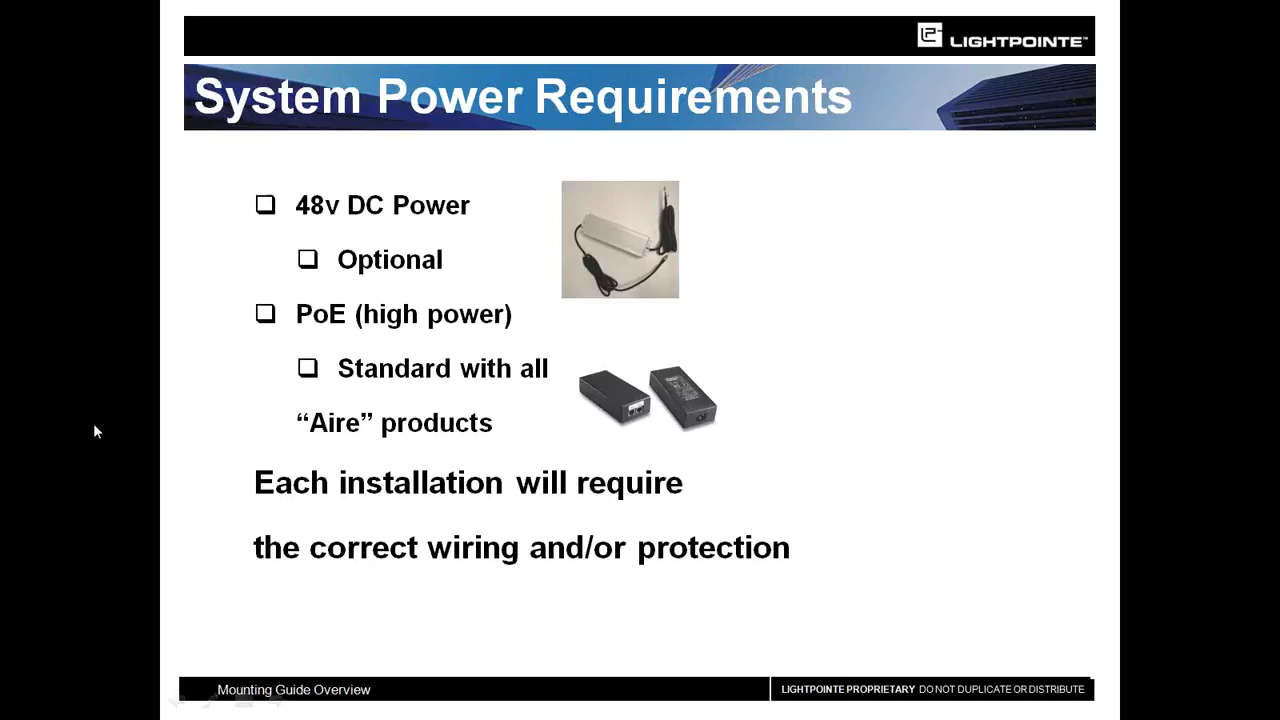 LIGHTPOINTE™
System Power Requirements
48v DC Power
Optional
PoE (high power)
Standard with all
“Aire” products
Each installation will require
the correct wiring and/or protection
Mounting Guide Overview
LIGHTPOINTE PROPRIETARY DO NOT DUPLICATE OR DISTRIBUTE